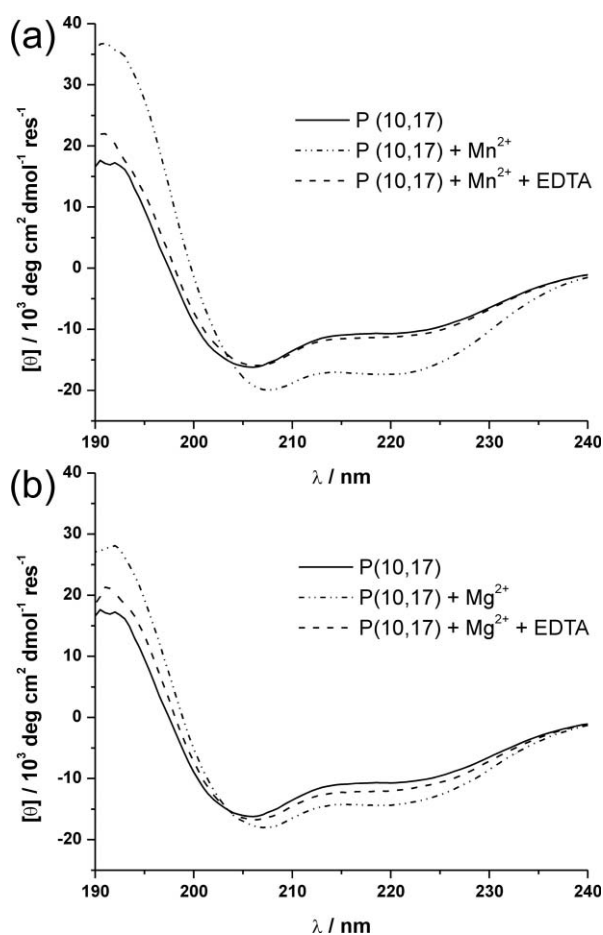 (a)
40
30
20
10
0
-10
-20
[θ] / 10³ deg cm² dmol⁻¹ res⁻¹
P (10,17)
P (10,17) + Mn²⁺
P (10,17) + Mn²⁺ + EDTA
190 200 210 220 230 240
λ / nm
(b)
40
30
20
10
0
-10
-20
[θ] / 10³ deg cm² dmol⁻¹ res⁻¹
P(10,17)
P(10,17) + Mg²⁺
P(10,17) + Mg²⁺ + EDTA
190 200 210 220 230 240
λ / nm